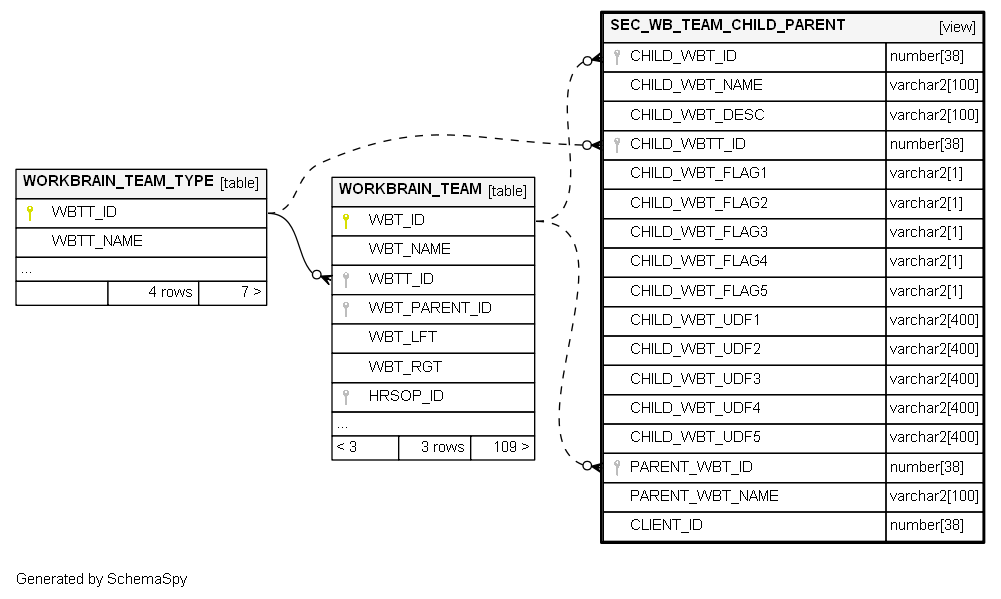 WORKBRAIN_TEAM_TYPE [table]
WBTT_ID
WBTT_NAME
...
4 rows 7 >
WORKBRAIN_TEAM [table]
WBT_ID
WBT_NAME
WBTT_ID
WBT_PARENT_ID
WBT_LFT
WBT_RGT
HRSOP_ID
...
< 3 3 rows 109 >
SEC_WB_TEAM_CHILD_PARENT [view]
CHILD_WBT_ID number[38]
CHILD_WBT_NAME varchar2[100]
CHILD_WBT_DESC varchar2[100]
CHILD_WBTT_ID number[38]
CHILD_WBT_FLAG1 varchar2[1]
CHILD_WBT_FLAG2 varchar2[1]
CHILD_WBT_FLAG3 varchar2[1]
CHILD_WBT_FLAG4 varchar2[1]
CHILD_WBT_FLAG5 varchar2[1]
CHILD_WBT_UDF1 varchar2[400]
CHILD_WBT_UDF2 varchar2[400]
CHILD_WBT_UDF3 varchar2[400]
CHILD_WBT_UDF4 varchar2[400]
CHILD_WBT_UDF5 varchar2[400]
PARENT_WBT_ID number[38]
PARENT_WBT_NAME varchar2[100]
CLIENT_ID number[38]
Generated by SchemaSpy